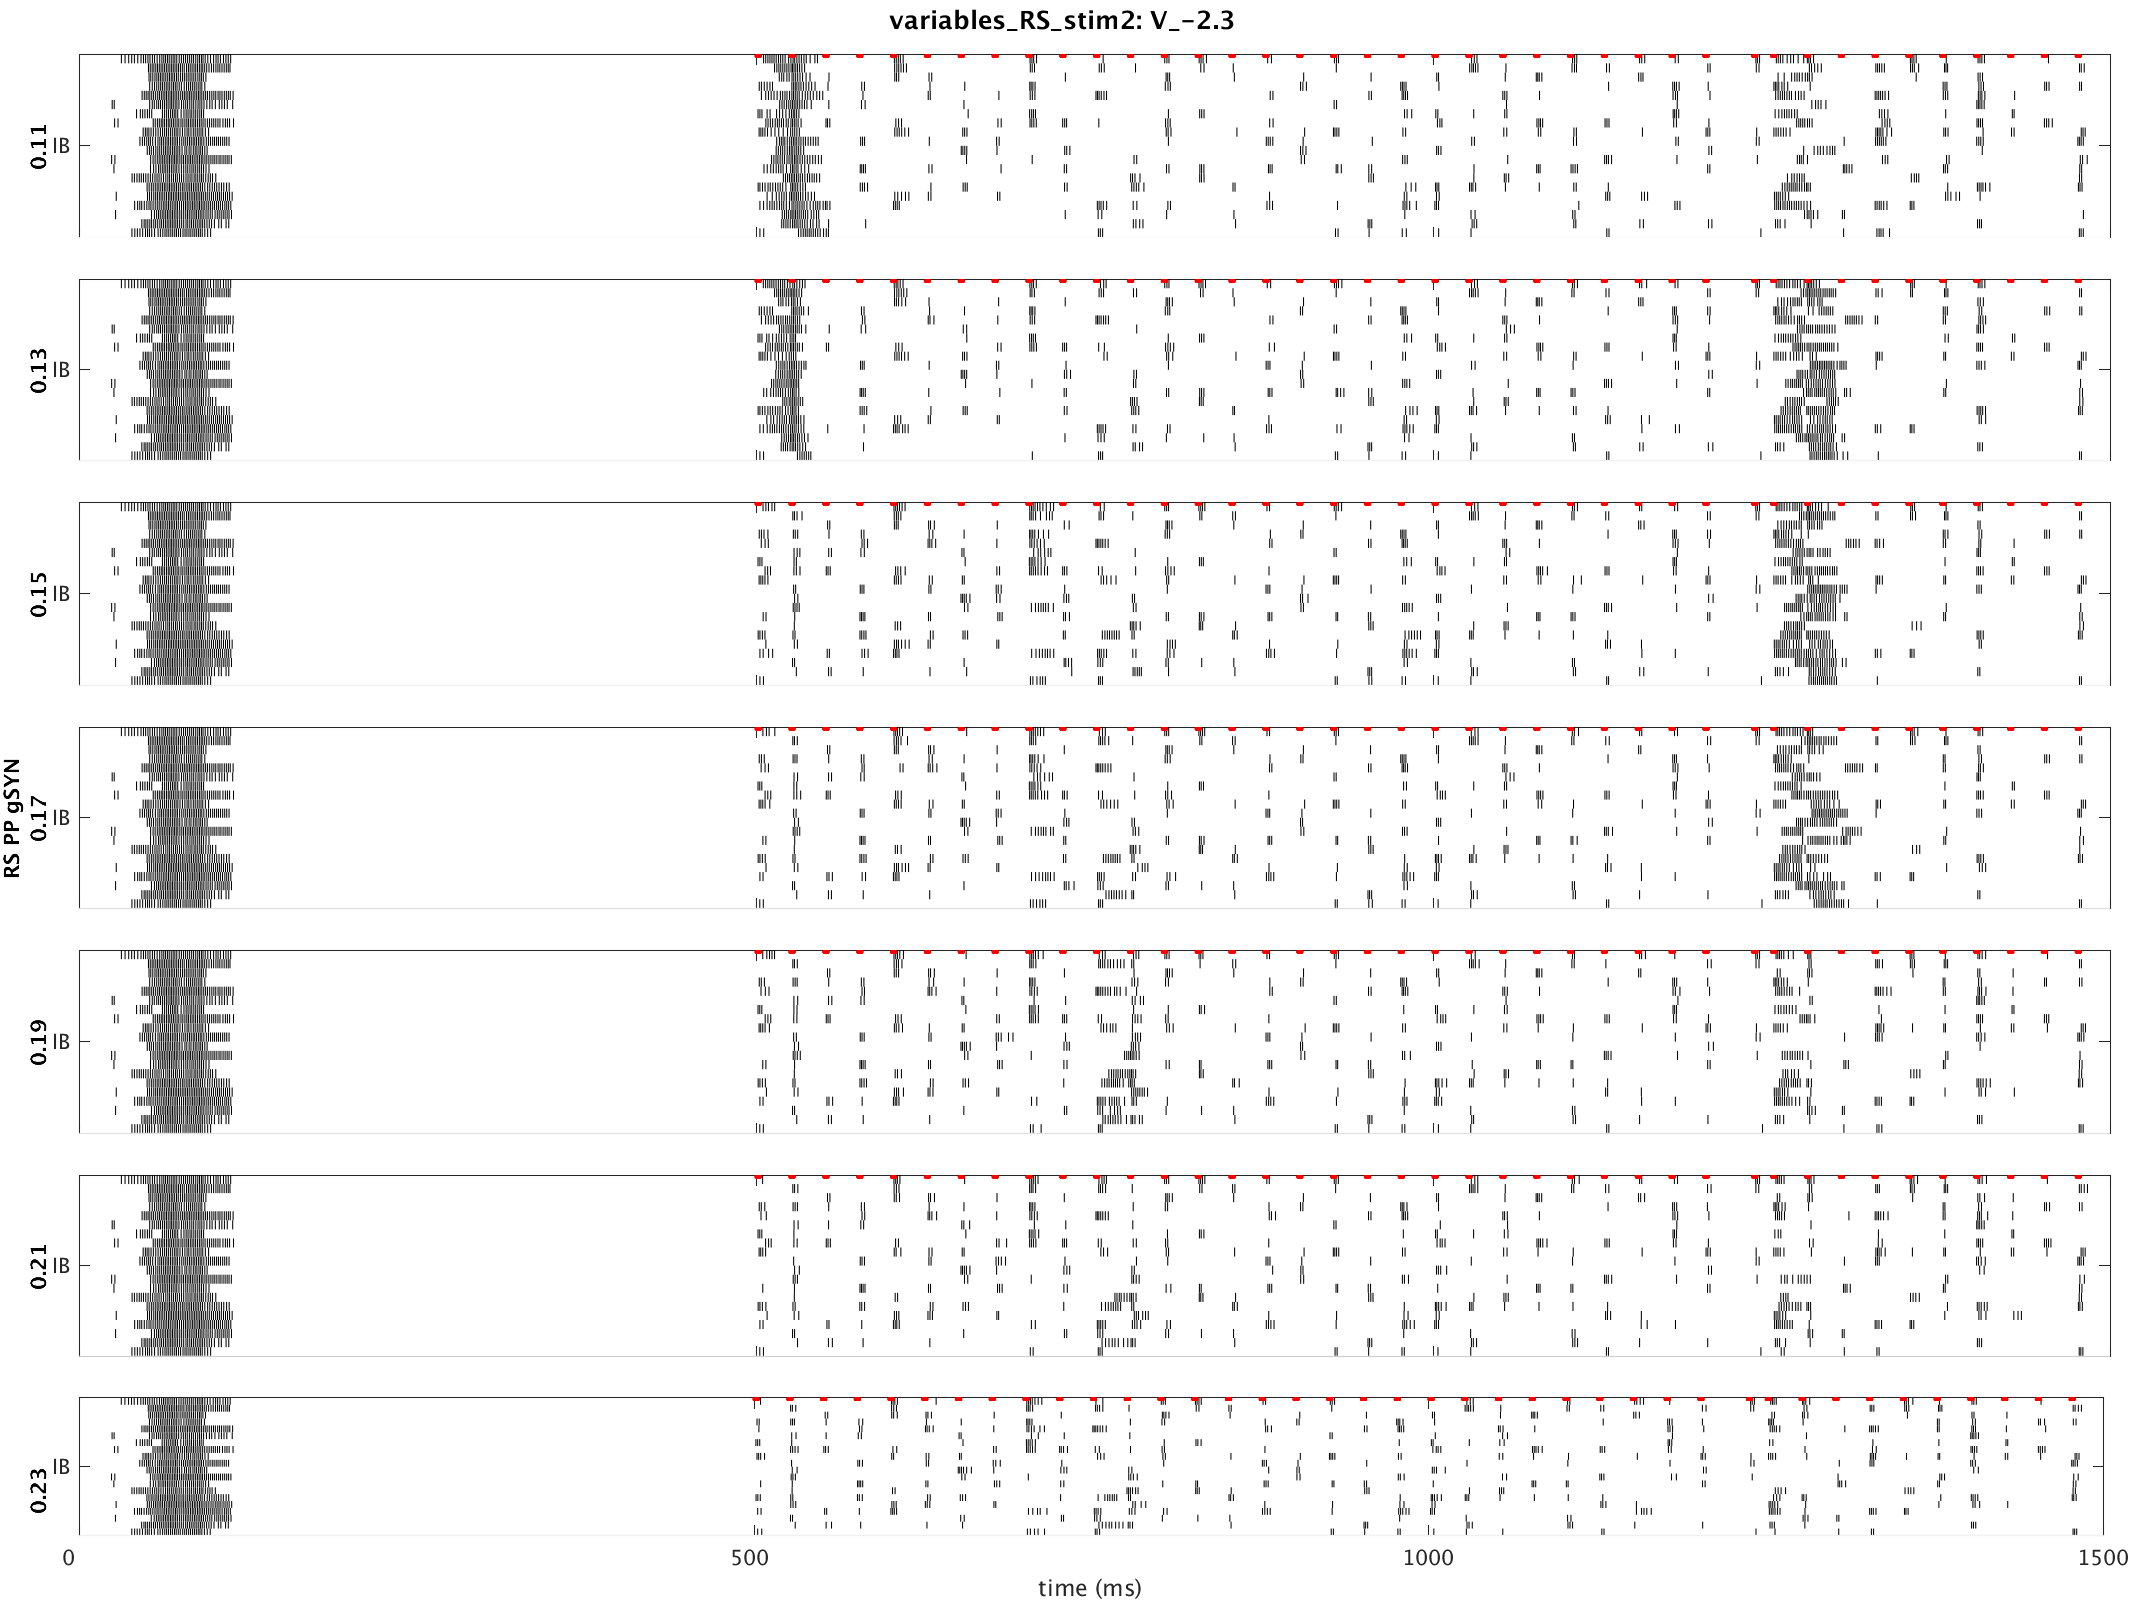 variables_RS_stim2: V_-2.3
RS PP gSYN
0.11
IB
0.13
IB
0.15
IB
0.17
IB
0.19
IB
0.21
IB
0.23
IB
0 500 1000 1500
time (ms)